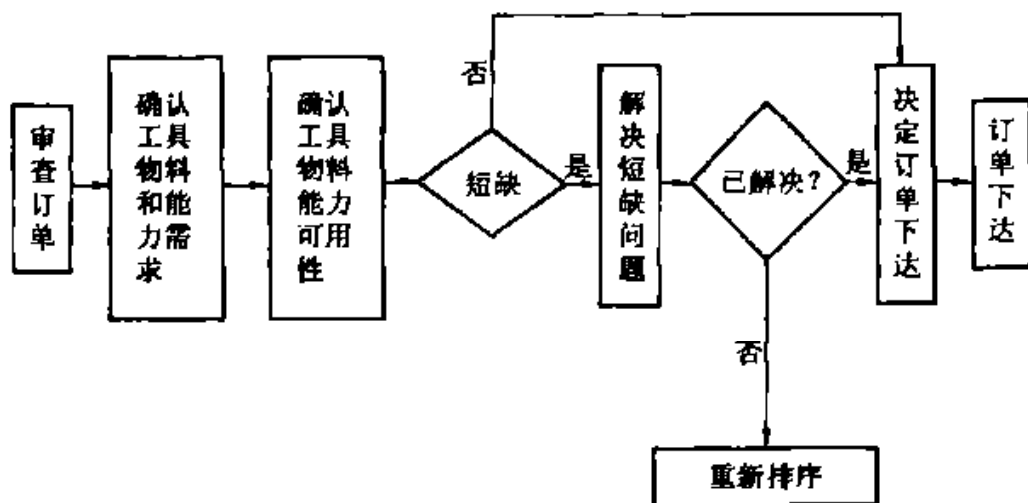 审查订单
确认
工具
物料
和能
力需
求
确认
工具
物料
能力
可用
性
否
短缺
是
解决短缺问题
已解决?
是
否
决定订单下达
订单下达
重新排序